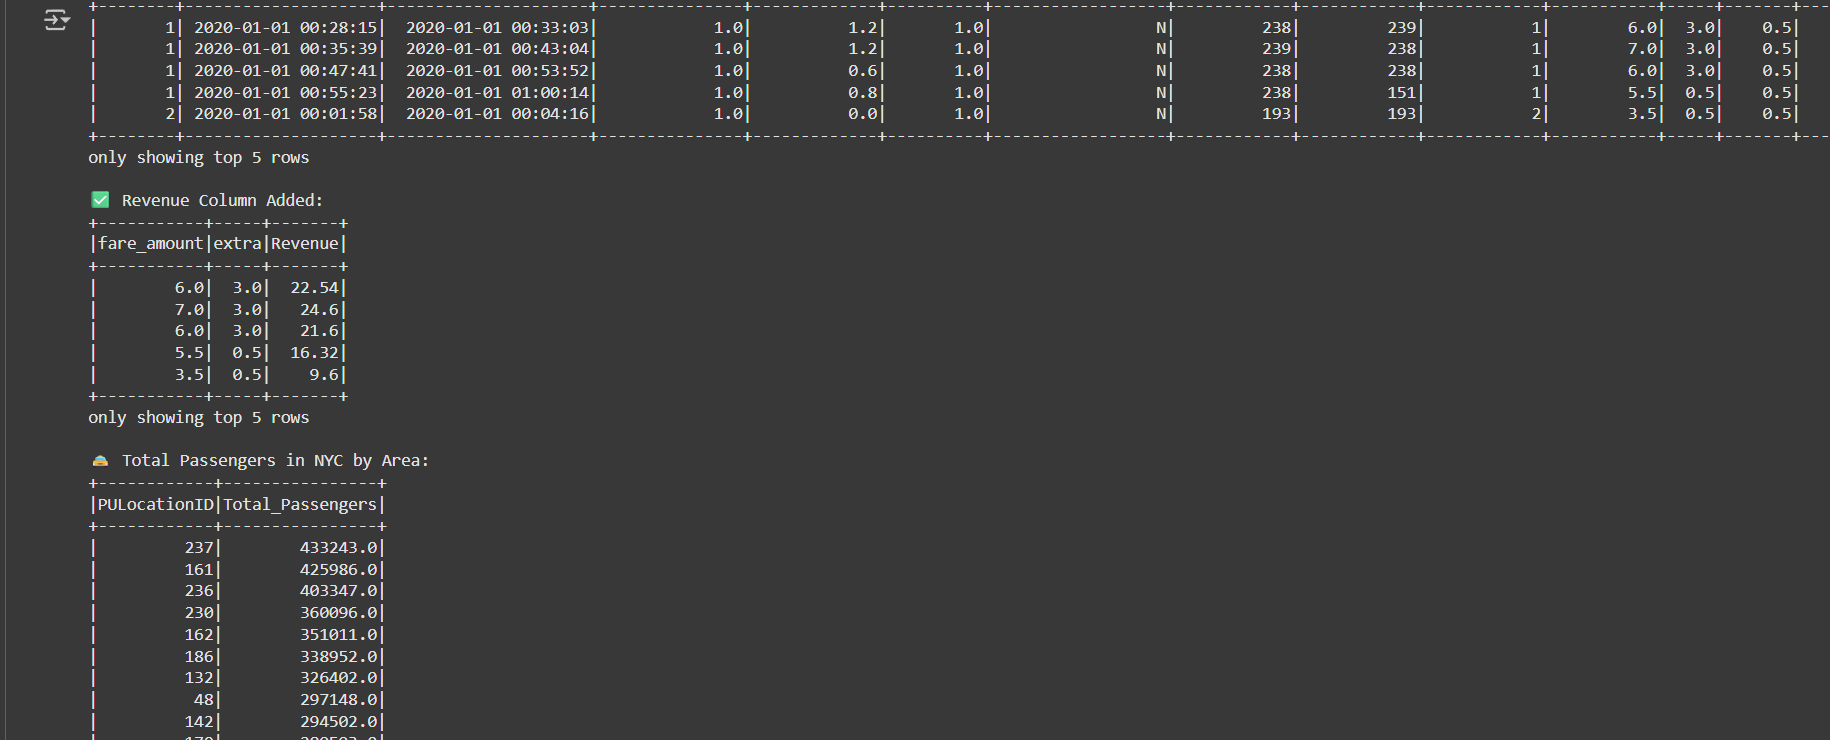 +--------+--------------------+---------------------+---------------+-------------+----------+------------------+------------+------------+------------+-----------+-----+-------+---
|       1| 2020-01-01 00:28:15|  2020-01-01 00:33:03|            1.0|          1.2|       1.0|                 N|         238|         239|           1|        6.0|  3.0|    0.5|
|       1| 2020-01-01 00:35:39|  2020-01-01 00:43:04|            1.0|          1.2|       1.0|                 N|         239|         238|           1|        7.0|  3.0|    0.5|
|       1| 2020-01-01 00:47:41|  2020-01-01 00:53:52|            1.0|          0.6|       1.0|                 N|         238|         238|           1|        6.0|  3.0|    0.5|
|       1| 2020-01-01 00:55:23|  2020-01-01 01:00:14|            1.0|          0.8|       1.0|                 N|         238|         151|           1|        5.5|  0.5|    0.5|
|       2| 2020-01-01 00:01:58|  2020-01-01 00:04:16|            1.0|          0.0|       1.0|                 N|         193|         193|           2|        3.5|  0.5|    0.5|
+--------+--------------------+---------------------+---------------+-------------+----------+------------------+------------+------------+------------+-----------+-----+-------+---
only showing top 5 rows
✅ Revenue Column Added:
+-----------+-----+-------+
|fare_amount|extra|Revenue|
+-----------+-----+-------+
|        6.0|  3.0|  22.54|
|        7.0|  3.0|   24.6|
|        6.0|  3.0|   21.6|
|        5.5|  0.5|  16.32|
|        3.5|  0.5|    9.6|
+-----------+-----+-------+
only showing top 5 rows
🚖 Total Passengers in NYC by Area:
+------------+----------------+
|PULocationID|Total_Passengers|
+------------+----------------+
|         237|        433243.0|
|         161|        425986.0|
|         236|        403347.0|
|         230|        360096.0|
|         162|        351011.0|
|         186|        338952.0|
|         132|        326402.0|
|          48|        297148.0|
|         142|        294502.0|